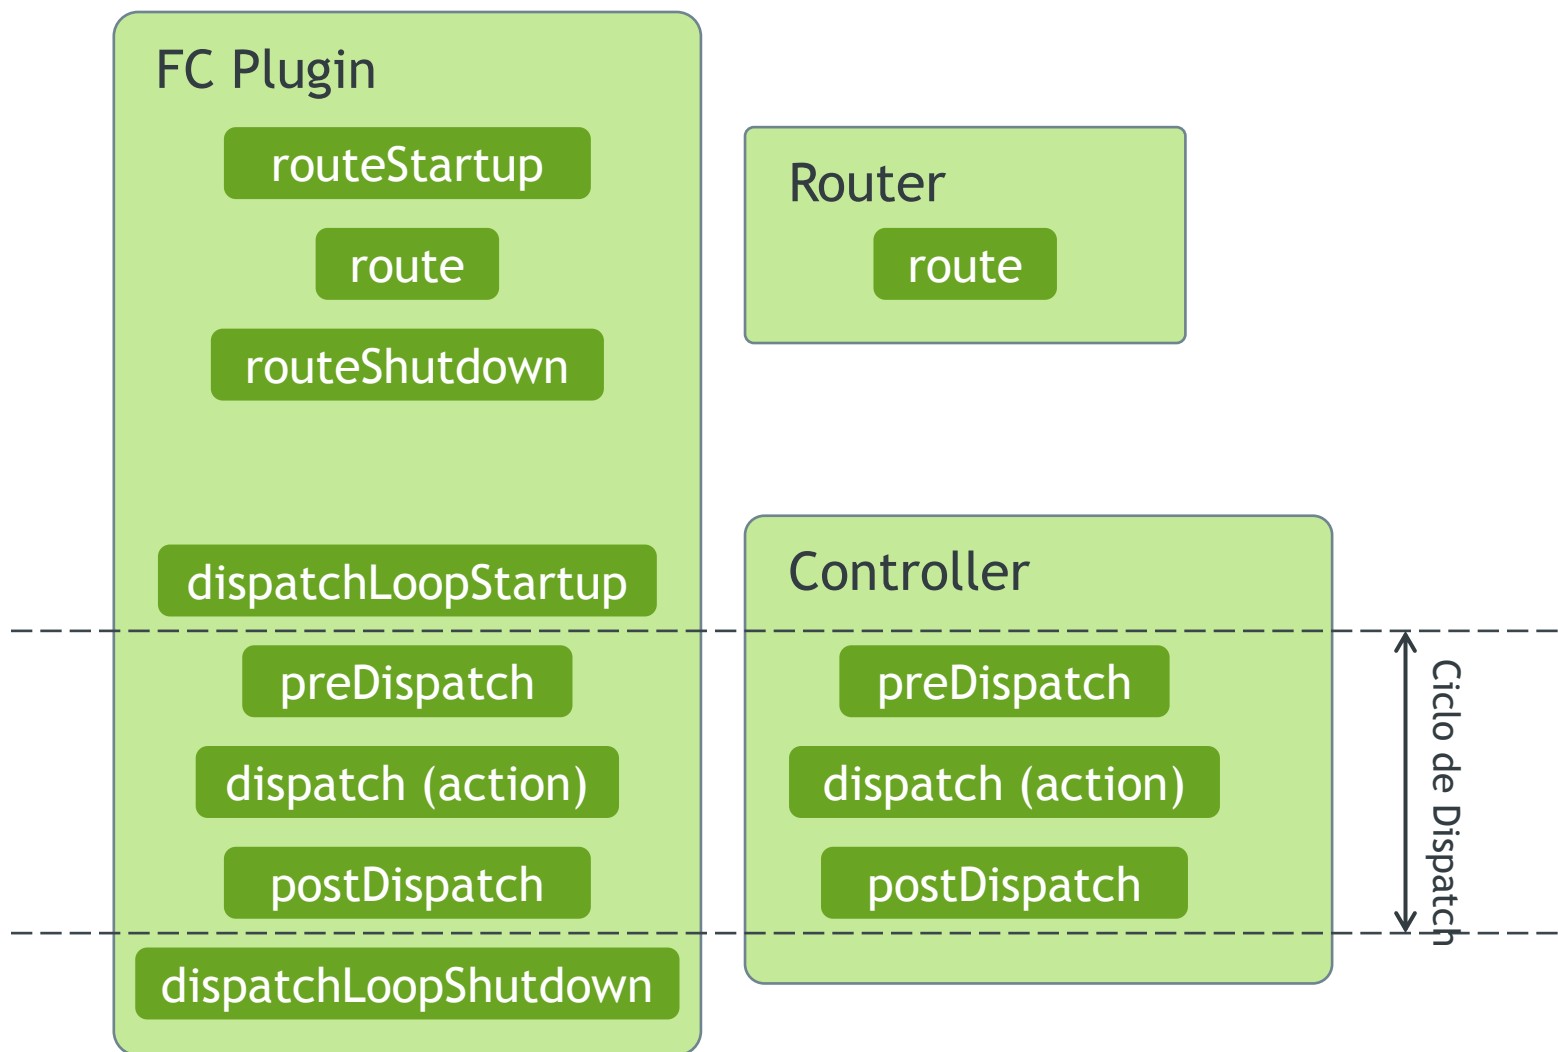 FC Plugin
routeStartup
route
routeShutdown
dispatchLoopStartup
preDispatch
dispatch (action)
postDispatch
dispatchLoopShutdown
Router
route
Controller
preDispatch
dispatch (action)
postDispatch
Ciclo de Dispatch